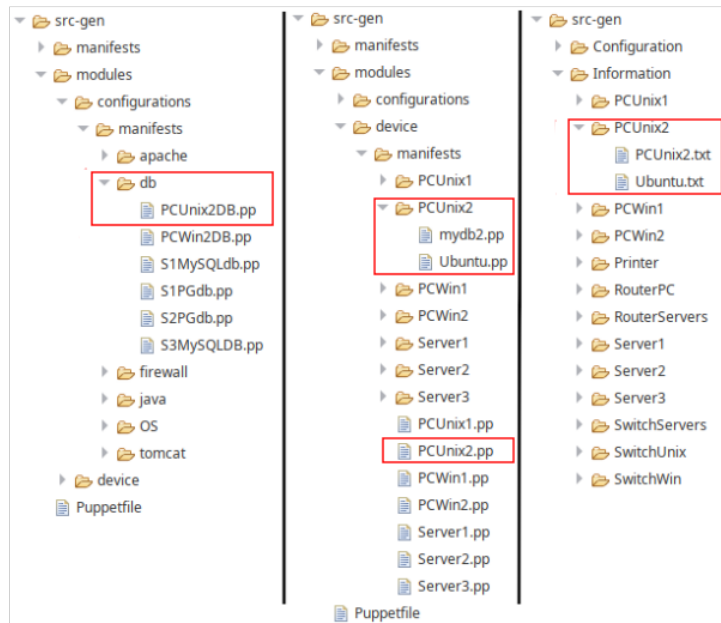 src-gen
manifests
modules
configurations
manifests
apache
db
PCUnix2DB.pp
PCWin2DB.pp
S1MySQLdb.pp
S1PGdb.pp
S2PGdb.pp
S3MySQLDB.pp
firewall
java
OS
tomcat
device
Puppetfile
src-gen
manifests
modules
configurations
device
manifests
PCUnix1
PCUnix2
mydb2.pp
Ubuntu.pp
PCWin1
PCWin2
Server1
Server2
Server3
PCUnix1.pp
PCUnix2.pp
PCWin1.pp
PCWin2.pp
Server1.pp
Server2.pp
Server3.pp
Puppetfile
src-gen
Configuration
Information
PCUnix1
PCUnix2
PCUnix2.txt
Ubuntu.txt
PCWin1
PCWin2
Printer
RouterPC
RouterServers
Server1
Server2
Server3
SwitchServers
SwitchUnix
SwitchWin